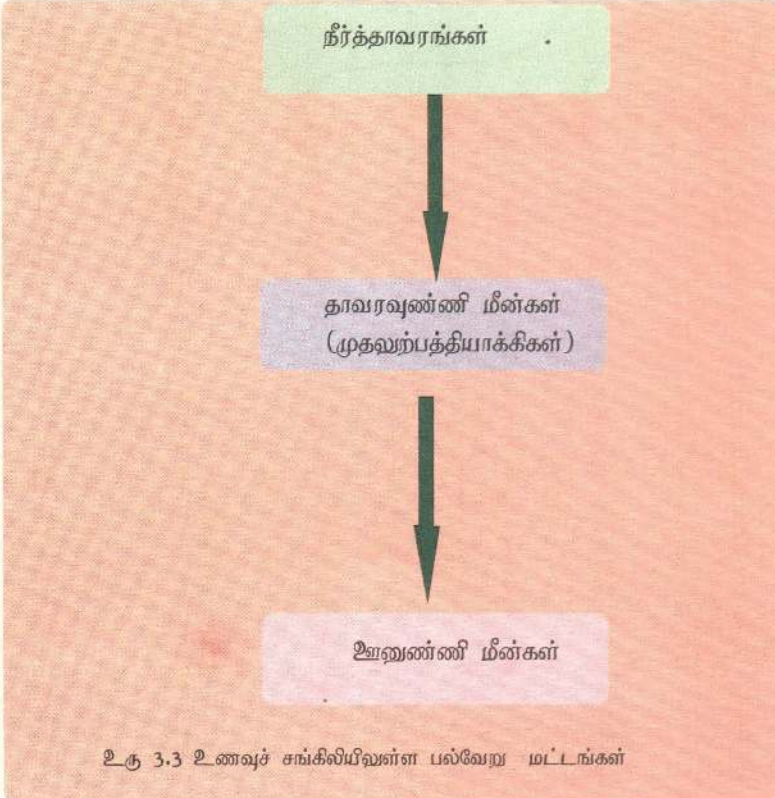 நீர்த்தாவரங்கள்
தாவரவுண்ணி மீன்கள்
(முதலுற்பத்தியாக்கிகள்)
ஊனுண்ணி மீன்கள்
உரு 3.3 உணவுச் சங்கிலியிலுள்ள பல்வேறு மட்டங்கள்